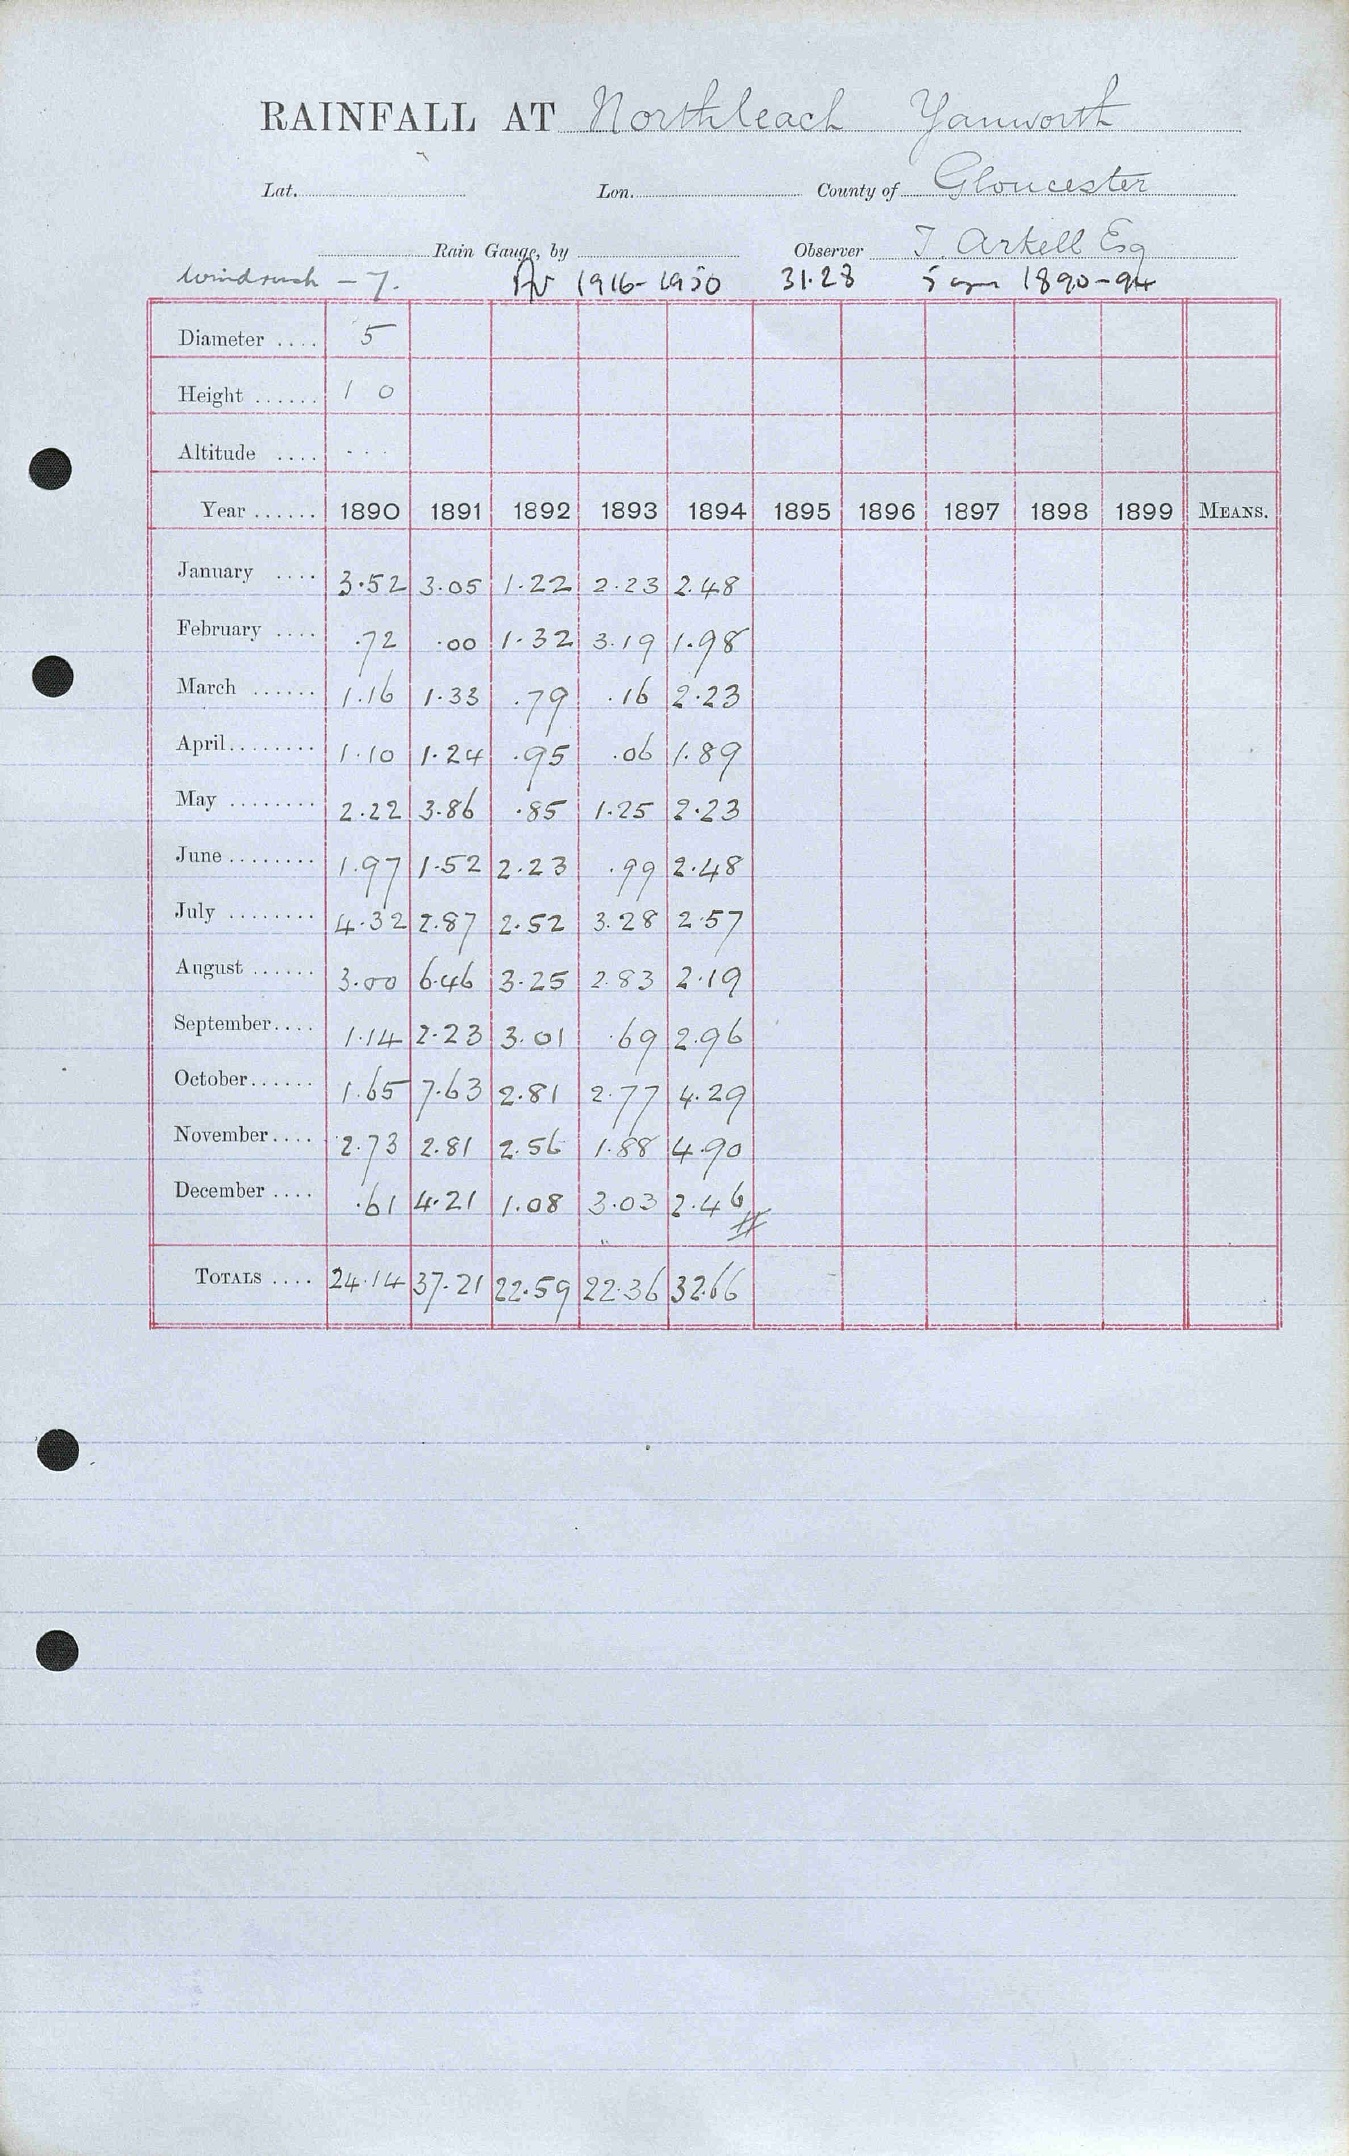 RAINFALL AT Northleach Yanworth
Lat. Lon. County of Gloucester
Rain Gauge, by Observer T. Arkell Esq
Windrush – 7. Av 1916-1950 31.28 5 yrs 1890-94
Diameter .... 5
Height ...... 1 0
Altitude .... - - -
Year ...... 1890 1891 1892 1893 1894 1895 1896 1897 1898 1899 MEANS.
January .... 3.52 3.05 1.22 2.23 2.48
February .... .72 .00 1.32 3.19 1.98
March ...... 1.16 1.33 .79 .16 2.23
April........ 1.10 1.24 .95 .06 1.89
May ........ 2.22 3.86 .85 1.25 2.23
June ........ 1.97 1.52 2.23 .99 2.48
July ........ 4.32 2.87 2.52 3.28 2.57
August ...... 3.00 6.46 3.25 2.83 2.19
September.... 1.14 2.23 3.01 .69 2.96
October...... 1.65 7.63 2.81 2.77 4.29
November.... 2.73 2.81 2.56 1.88 4.90
December .... .61 4.21 1.08 3.03 2.46
TOTALS .... 24.14 37.21 22.59 22.36 32.66